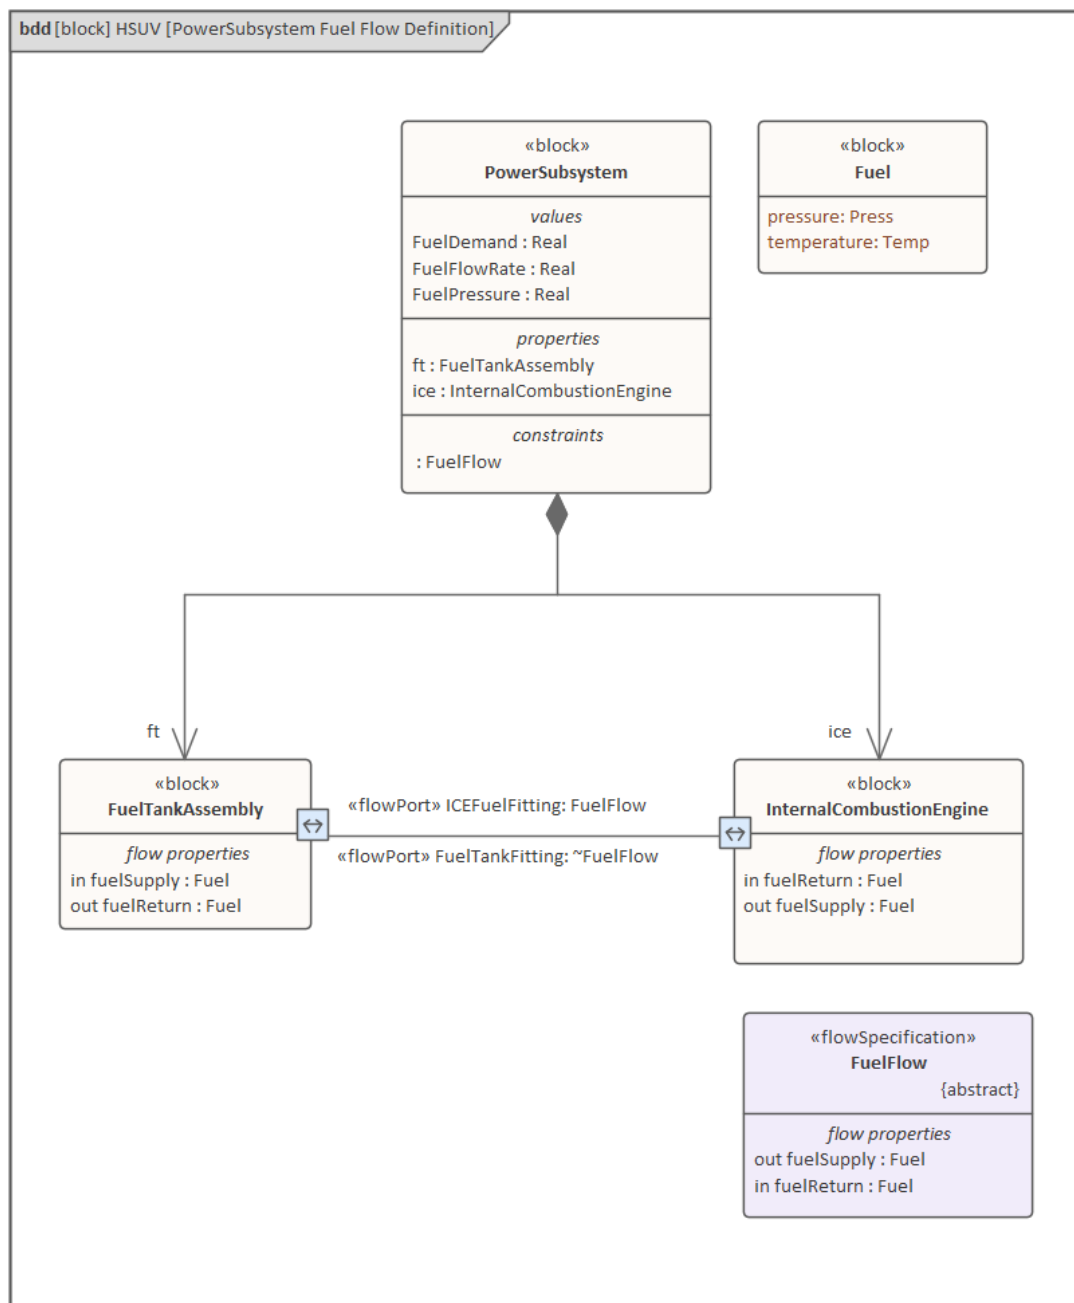 bdd [block] HSUV [PowerSubsystem Fuel Flow Definition]
«block»
PowerSubsystem
values
FuelDemand : Real
FuelFlowRate : Real
FuelPressure : Real
properties
ft : FuelTankAssembly
ice : InternalCombustionEngine
constraints
: FuelFlow
«block»
Fuel
pressure: Press
temperature: Temp
ft
ice
«block»
FuelTankAssembly
flow properties
in fuelSupply : Fuel
out fuelReturn : Fuel
«flowPort» ICEFuelFitting: FuelFlow
«flowPort» FuelTankFitting: ~FuelFlow
«block»
InternalCombustionEngine
flow properties
in fuelReturn : Fuel
out fuelSupply : Fuel
«flowSpecification»
FuelFlow
{abstract}
flow properties
out fuelSupply : Fuel
in fuelReturn : Fuel